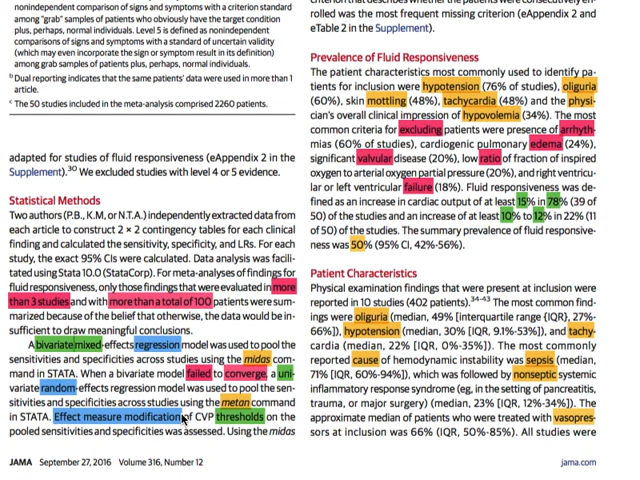 nonindependent comparison of signs and symptoms with a criterion standard
among "grab" samples of patients who obviously have the target condition
plus, perhaps, normal individuals. Level 5 is defined as nonindependent
comparisons of signs and symptoms with a standard of uncertain validity
(which may even incorporate the sign or symptom result in its definition)
among grab samples of patients plus, perhaps, normal individuals.
b Dual reporting indicates that the same patients' data were used in more than 1
article.
c The 50 studies included in the meta-analysis comprised 2260 patients.
adapted for studies of fluid responsiveness (eAppendix 2 in the
Supplement).30 We excluded studies with level 4 or 5 evidence.
Statistical Methods
Two authors (P.B., K.M, or N.T.A.) independently extracted data from
each article to construct 2 × 2 contingency tables for each clinical
finding and calculated the sensitivity, specificity, and LRs. For each
study, the exact 95% CIs were calculated. Data analysis was facili-
tated using Stata 10.0 (StataCorp). For meta-analyses of findings for
fluid responsiveness, only those findings that were evaluated in more
than 3 studies and with more than a total of 100 patients were sum-
marized because of the belief that otherwise, the data would be in-
sufficient to draw meaningful conclusions.
A bivariate mixed-effects regression model was used to pool the
sensitivities and specificities across studies using the midas com-
mand in STATA. When a bivariate model failed to converge, a uni-
variate random-effects regression model was used to pool the sen-
sitivities and specificities across studies using the metan command
in STATA. Effect measure modification of CVP thresholds on the
pooled sensitivities and specificities was assessed. Using the midas
rolled was the most frequent missing criterion (eAppendix 2 and
eTable 2 in the Supplement).
Prevalence of Fluid Responsiveness
The patient characteristics most commonly used to identify pa-
tients for inclusion were hypotension (76% of studies), oliguria
(60%), skin mottling (48%), tachycardia (48%) and the physi-
cian's overall clinical impression of hypovolemia (34%). The most
common criteria for excluding patients were presence of arrhyth-
mias (60% of studies), cardiogenic pulmonary edema (24%),
significant valvular disease (20%), low ratio of fraction of inspired
oxygen to arterial oxygen partial pressure (20%), and right ventricu-
lar or left ventricular failure (18%). Fluid responsiveness was de-
fined as an increase in cardiac output of at least 15% in 78% (39 of
50) of the studies and an increase of at least 10% to 12% in 22% (11
of 50) of the studies. The summary prevalence of fluid responsive-
ness was 50% (95% CI, 42%-56%).
Patient Characteristics
Physical examination findings that were present at inclusion were
reported in 10 studies (402 patients).34-43 The most common find-
ings were oliguria (median, 49% [interquartile range {IQR}, 27%-
66%]), hypotension (median, 30% [IQR, 9.1%-53%]), and tachy-
cardia (median, 22% [IQR, 0%-35%]). The most commonly
reported cause of hemodynamic instability was sepsis (median,
71% [IQR, 60%-94%]), which was followed by nonseptic systemic
inflammatory response syndrome (eg, in the setting of pancreatitis,
trauma, or major surgery) (median, 23% [IQR, 12%-34%]). The
approximate median of patients who were treated with vasopres-
sors at inclusion was 66% (IQR, 50%-85%). All studies were
JAMA September 27, 2016 Volume 316, Number 12
jama.com